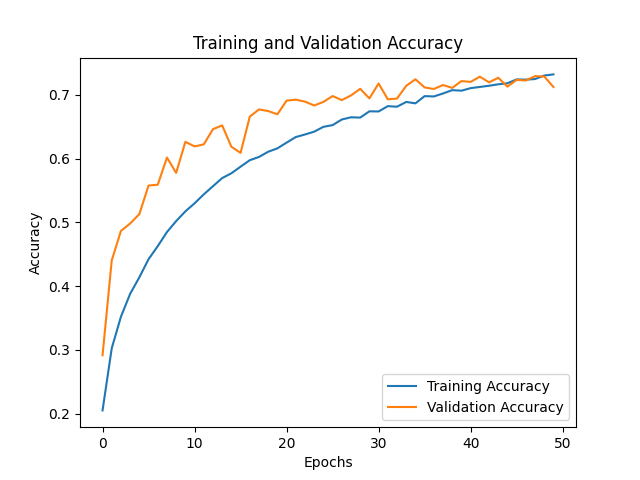 Training and Validation Accuracy
0.7
0.6
0.5
0.4
0.3
0.2
Accuracy
Training Accuracy
Validation Accuracy
0 10 20 30 40 50
Epochs